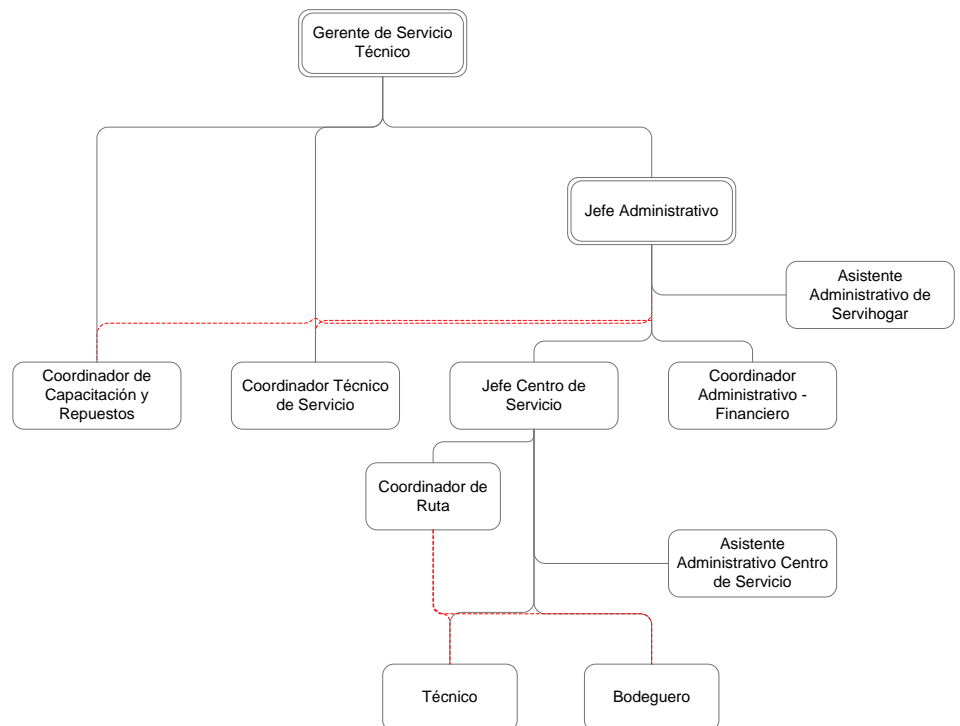 Gerente de Servicio
Técnico
Jefe Administrativo
Asistente
Administrativo de
Servihogar
Coordinador de
Capacitación y
Repuestos
Coordinador Técnico
de Servicio
Jefe Centro de
Servicio
Coordinador
Administrativo -
Financiero
Coordinador de
Ruta
Asistente
Administrativo Centro
de Servicio
Técnico
Bodeguero